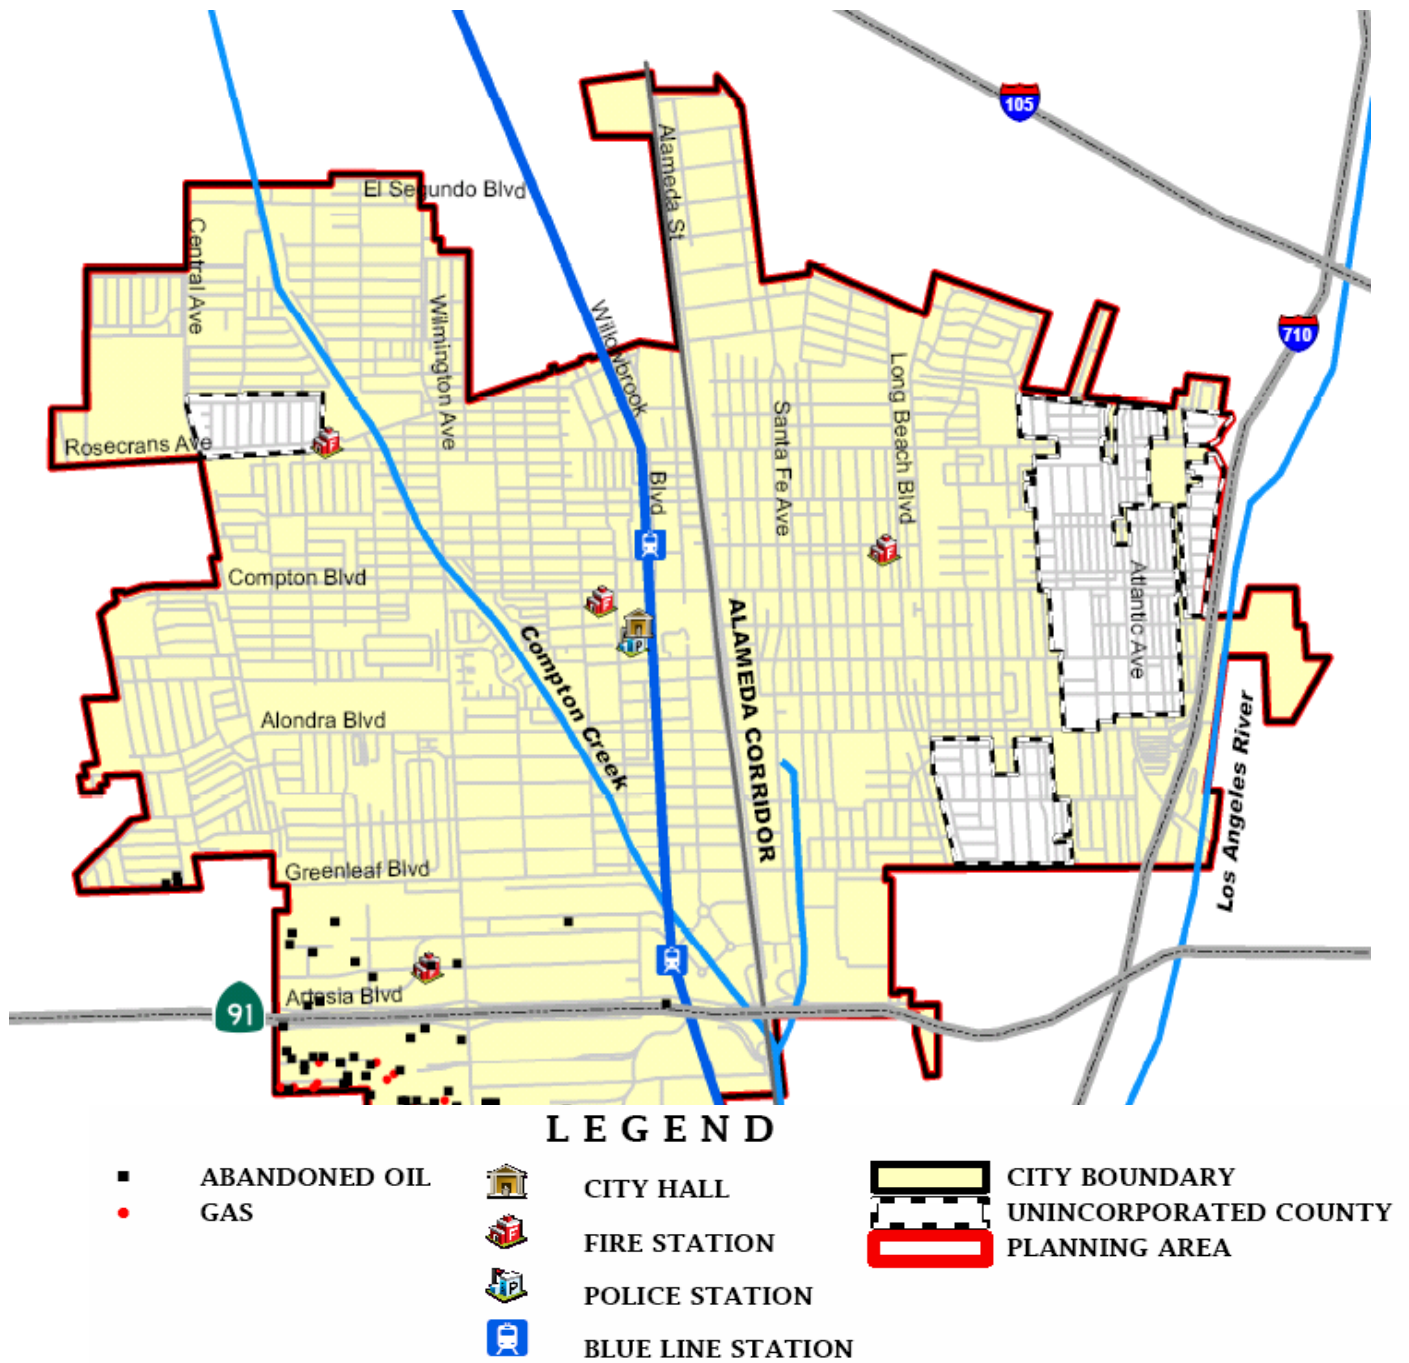 105
Alameda St
El Segundo Blvd
Central Ave
Wilmington Ave
Willowbrook
Blvd
710
Long Beach Blvd
Santa Fe Ave
Rosecrans Ave
Compton Blvd
Atlantic Ave
ALAMEDA CORRIDOR
Compton Creek
Alondra Blvd
Los Angeles River
Greenleaf Blvd
Artesia Blvd
91
LEGEND
ABANDONED OIL
GAS
CITY HALL
FIRE STATION
POLICE STATION
BLUE LINE STATION
CITY BOUNDARY
UNINCORPORATED COUNTY
PLANNING AREA